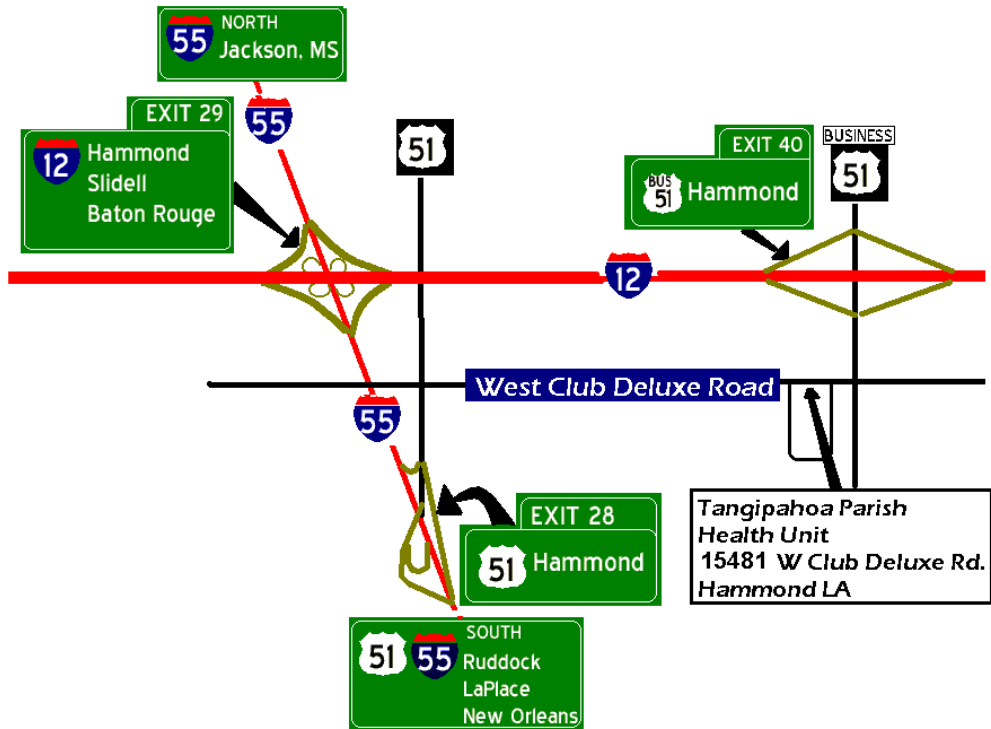 55
NORTH
Jackson, MS
EXIT 29
12
Hammond
Slidell
Baton Rouge
55
51
EXIT 40
BUS
51
Hammond
BUSINESS
51
12
West Club Deluxe Road
55
EXIT 28
51
Hammond
Tangipahoa Parish
Health Unit
15481 W Club Deluxe Rd.
Hammond LA
51
55
SOUTH
Ruddock
LaPlace
New Orleans